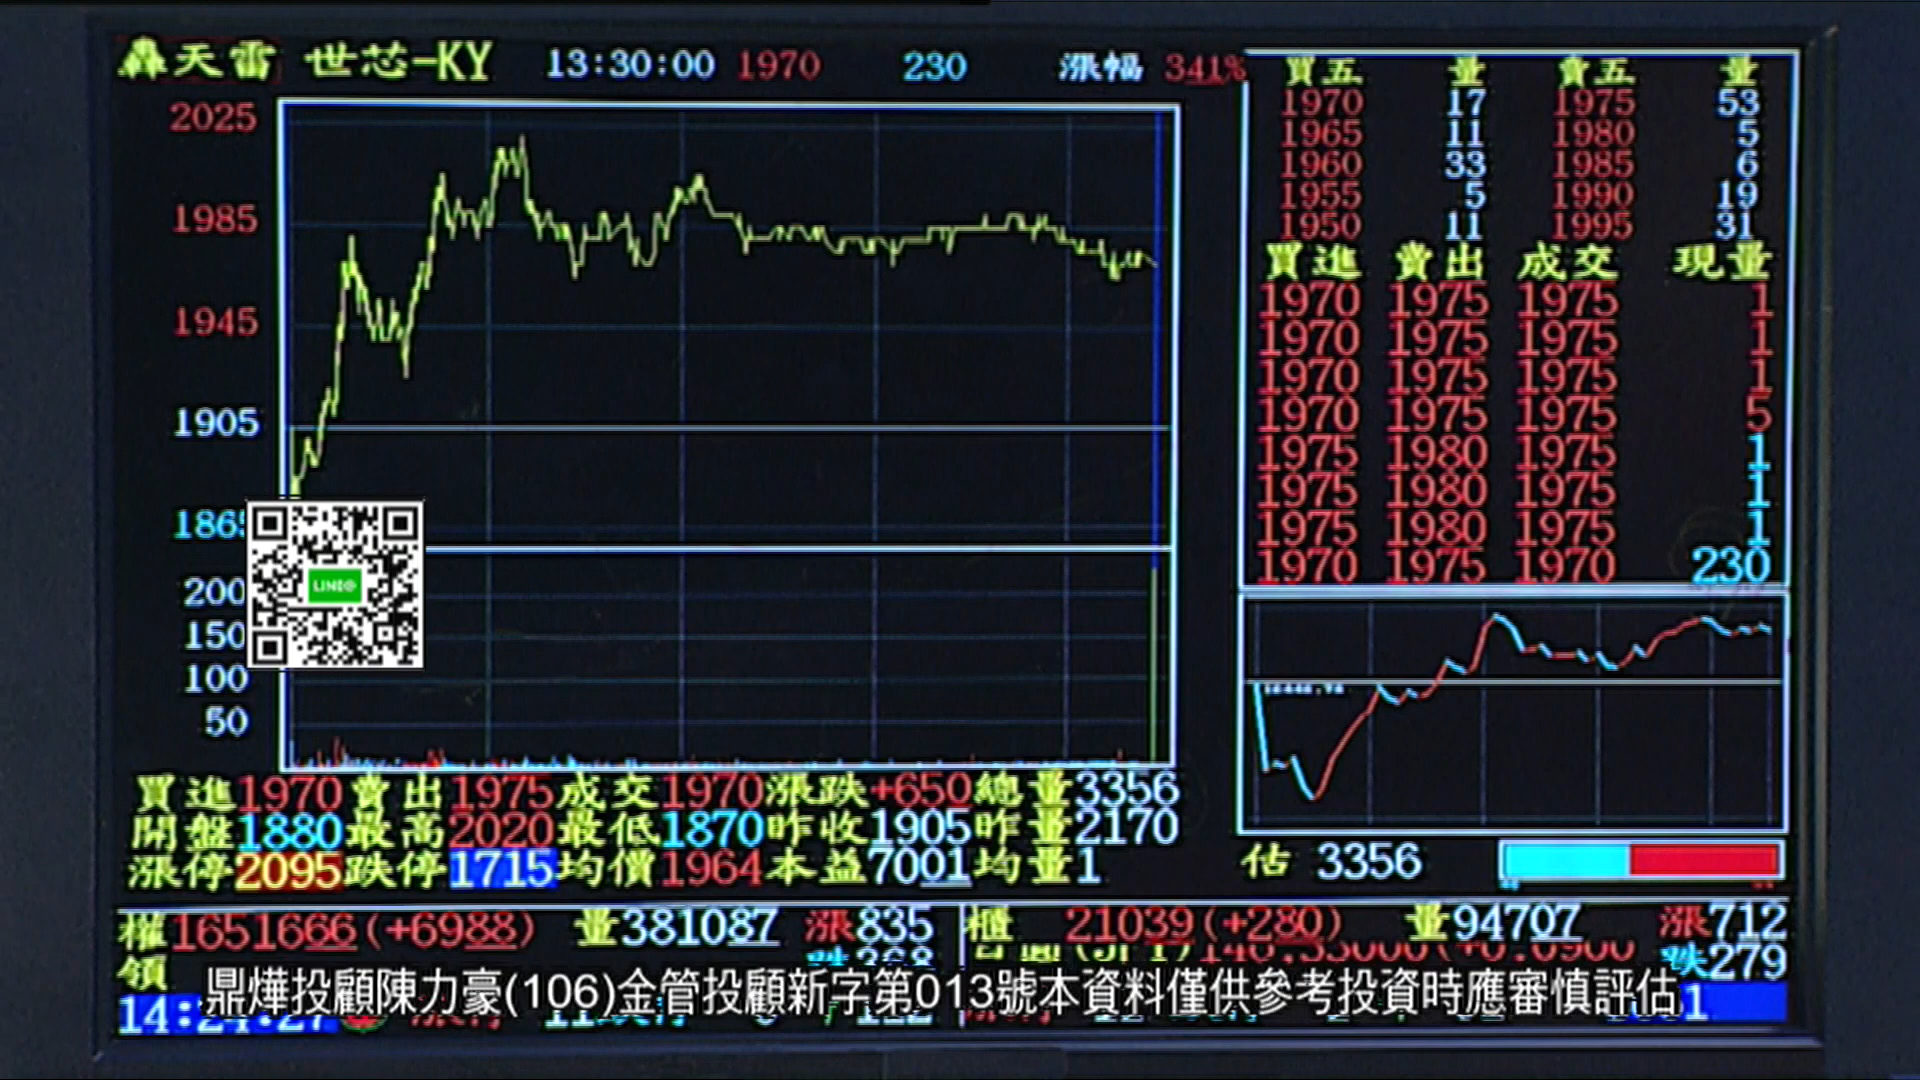 轟天雷 世芯-KY 13:30:00 1970 230 漲幅 341%
2025
1985
1945
1905
1865
200
150
100
50
LINE@
買五 量 賣五 量
1970 17 1975 53
1965 11 1980 5
1960 33 1985 6
1955 5 1990 19
1950 11 1995 31
買進 賣出 成交 現量
1970 1975 1975 1
1970 1975 1975 1
1970 1975 1975 1
1970 1975 1975 5
1975 1980 1975 1
1975 1980 1975 1
1975 1980 1975 1
1970 1975 1970 230
買進1970賣出1975成交1970漲跌+650總量3356
開盤1880最高2020最低1870昨收1905昨量2170
漲停2095跌停1715均價1964本益7001均量1
估 3356
權1651666(+6988) 量381087 漲835 櫃 21039(+280) 量94707 漲712
領 跌279
鼎燁投顧陳力豪(106)金管投顧新字第013號本資料僅供參考投資時應審慎評估
14:24:27